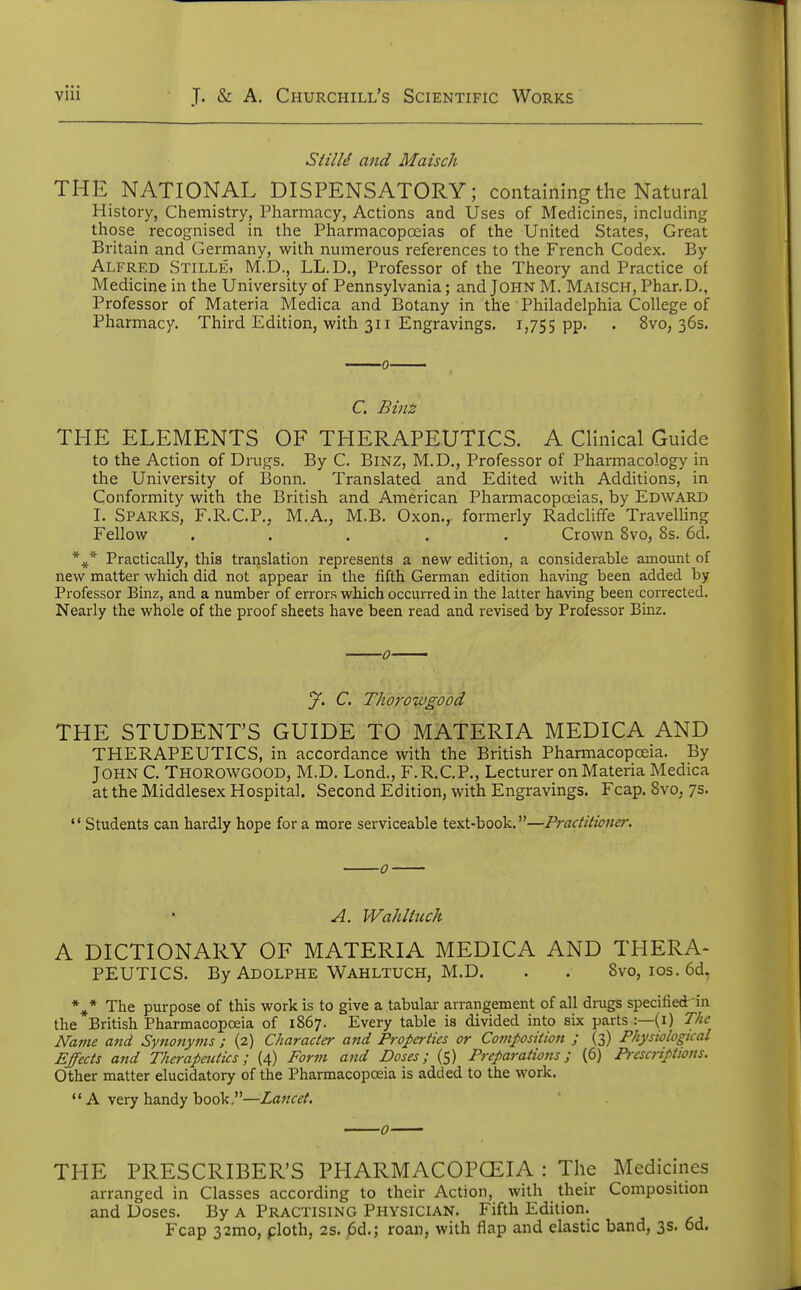 viii J. & A. Churchill's Scientific Works
Stillé and Maisch
THE NATIONAL DISPENSATORY; containing the Natural
History, Chemistry, Pharmacy, Actions and Uses of Medicines, including
those recognised in the Pharmacopœias of the United States, Great
Britain and Germany, with numerous references to the French Codex. By
Alfred Stillé, M.D., LL.D., Professor of the Theory and Practice of
Medicine in the University of Pennsylvania; and John M. Maisch, Phar.D.,
Professor of Materia Medica and Botany in the Philadelphia College of
Pharmacy. Third Edition, with 311 Engravings. 1,755 pp. . 8vo, 36s.
——o——
C. Binz
THE ELEMENTS OF THERAPEUTICS. A Clinical Guide
to the Action of Drugs. By C. Binz, M.D., Professor of Pharmacology in
the University of Bonn. Translated and Edited with Additions, in
Conformity with the British and American Pharmacopœias, by Edward
I. Sparks, F.R.C.P., M.A., M.B. Oxon., formerly Radcliffe Travelling
Fellow . . . . . Crown 8vo, 8s. 6d.
*** Practically, this translation represents a new edition, a considerable amount of
new matter which did not appear in the fifth German edition having been added by
Professor Binz, and a number of errors which occurred in the latter having been corrected.
Nearly the whole of the proof sheets have been read and revised by Professor Binz.
——o——
J. C. Thorowgood
THE STUDENT'S GUIDE TO MATERIA MEDICA AND
THERAPEUTICS, in accordance with the British Pharmacopœia. By
John C. Thorowgood, M.D. Lond., F.R.C.P., Lecturer on Materia Medica
at the Middlesex Hospital. Second Edition, with Engravings. Fcap. 8vo, 7s.
"Students can hardly hope for a more serviceable text-book."—Practitioner.
——o——
A. Wahltuch
A DICTIONARY OF MATERIA MEDICA AND THERA-
PEUTICS. By Adolphe Wahltuch, M.D. . . 8vo, 10s. 6d.
*** The purpose of this work is to give a tabular arrangement of all drugs specified in
the British Pharmacopœia of 1867. Every table is divided into six parts:—(1) The
Name and Synonyms; (2) Character and Properties or Composition; (3) Physiological
Effects and Therapeutics; (4) Form and Doses; (5) Preparations; (6) Prescriptions.
Other matter elucidatory of the Pharmacopœia is added to the work.
"A very handy book."—Lancet.
——o——
THE PRESCRIBER'S PHARMACOPŒIA: The Medicines
arranged in Classes according to their Action, with their Composition
and Doses. By A Practising Physician. Fifth Edition.
Fcap 32mo, cloth, 2s. 6d.; roan, with flap and elastic band, 3s. 6d.